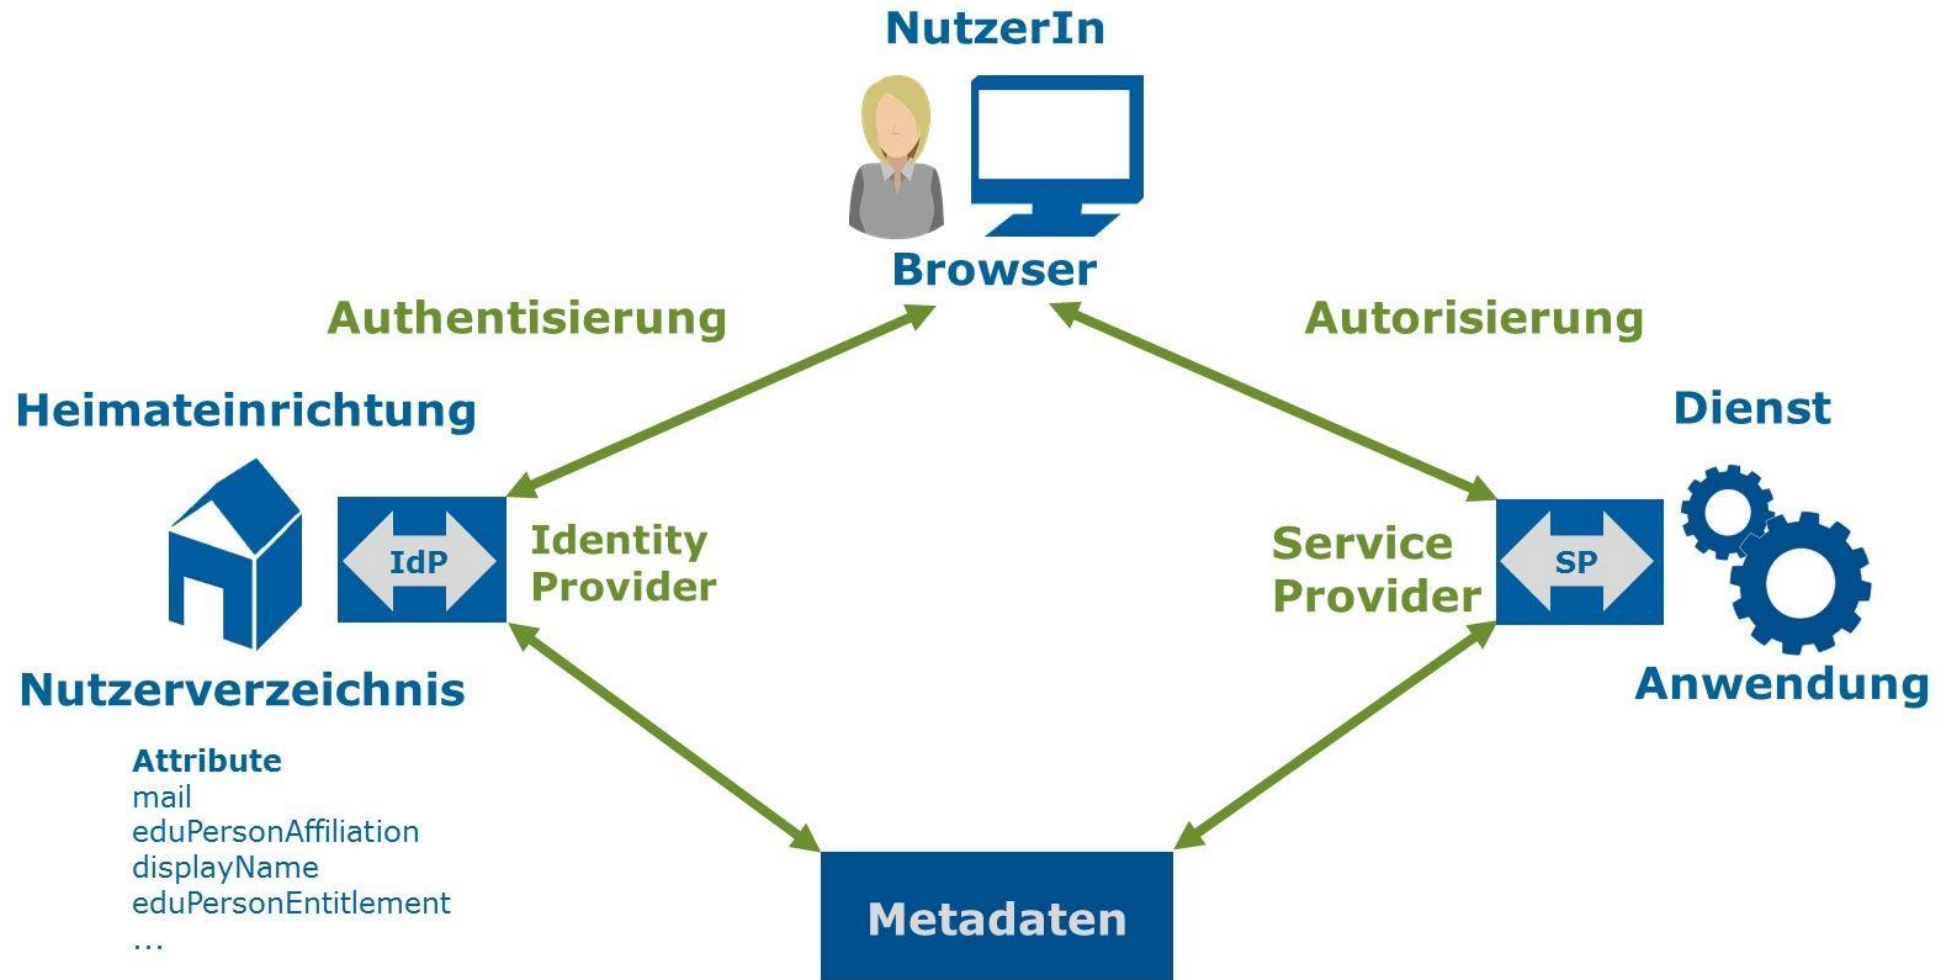 NutzerIn
Browser
Authentisierung
Autorisierung
Heimateinrichtung
Dienst
IdP
Identity
Provider
Service
Provider
SP
Nutzerverzeichnis
Anwendung
Attribute
mail
eduPersonAffiliation
displayName
eduPersonEntitlement
...
Metadaten